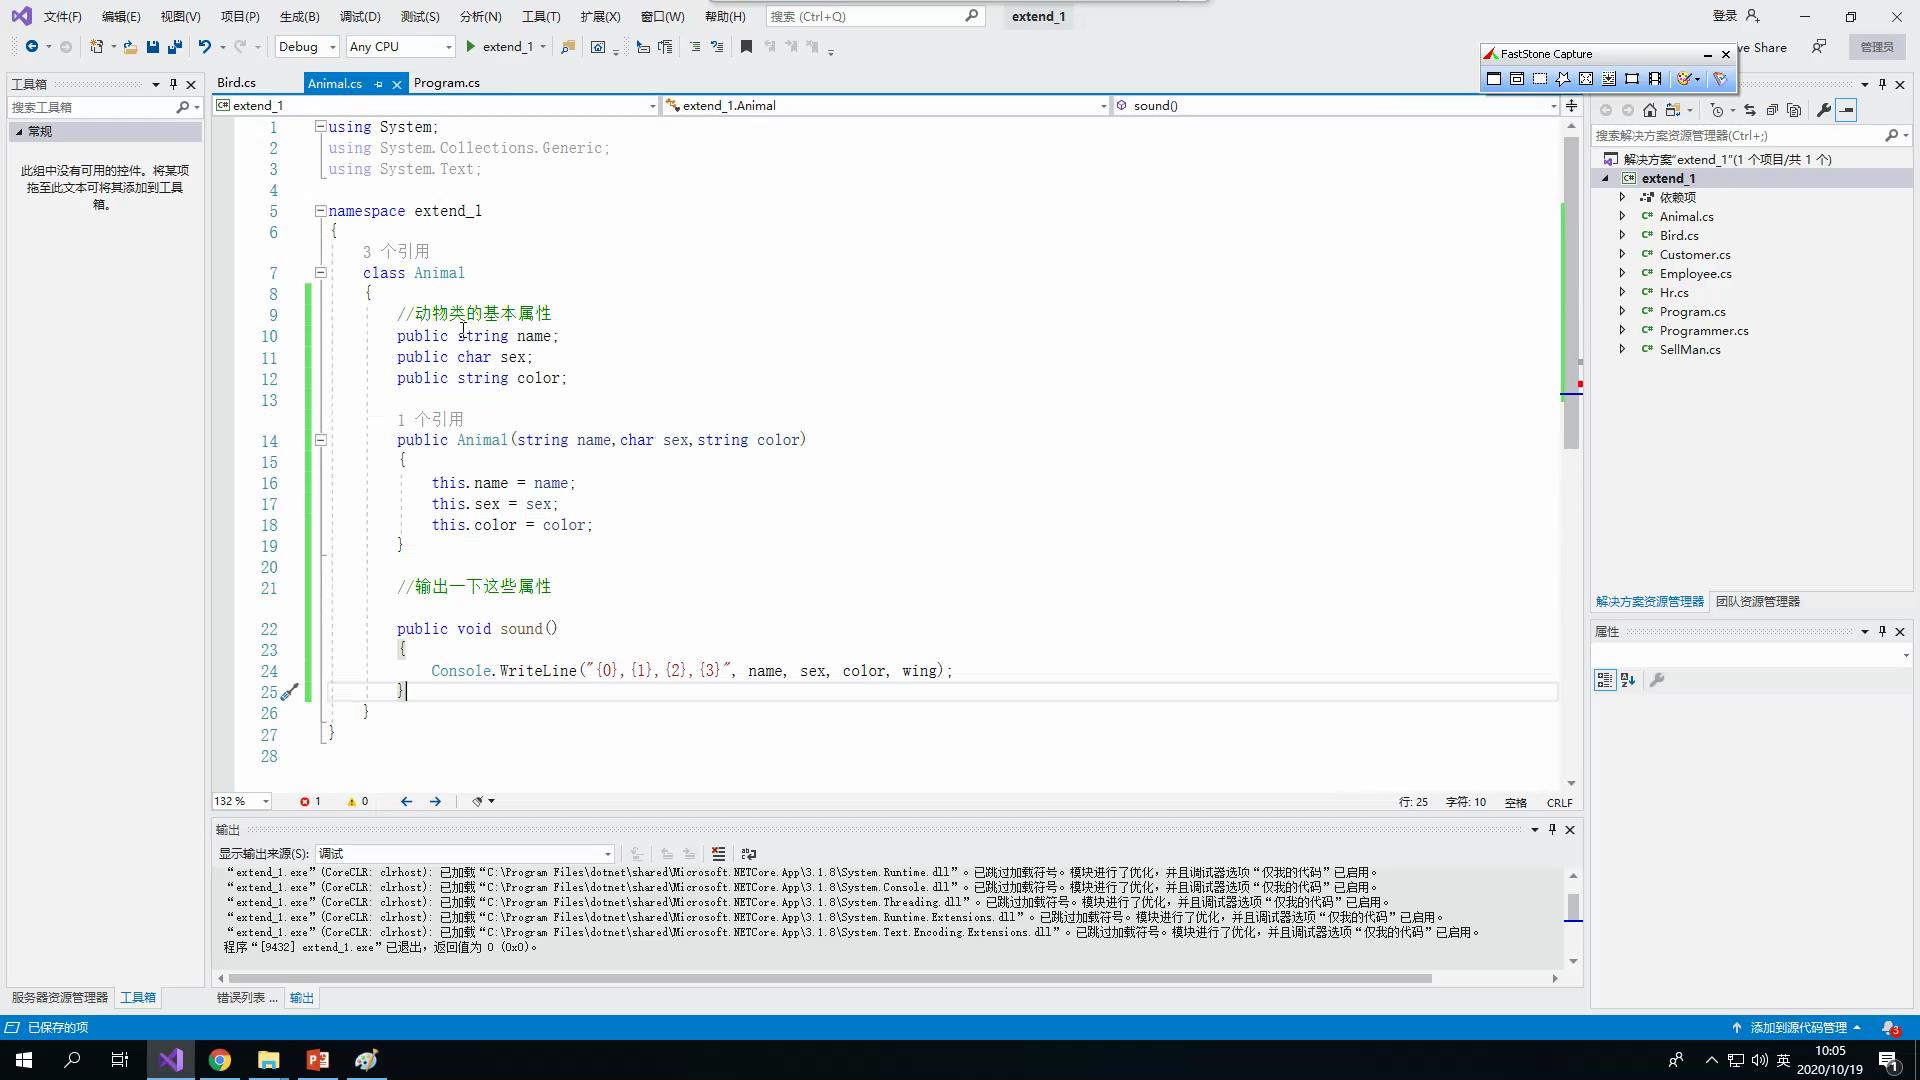 文件(F) 编辑(E) 视图(V) 项目(P) 生成(B) 调试(D) 测试(S) 分析(N) 工具(T) 扩展(X) 窗口(W) 帮助(H) 搜索 (Ctrl+Q) extend_1 登录
Debug Any CPU extend_1 ve Share 管理员
FastStone Capture
工具箱
搜索工具箱
常规
此组中没有可用的控件。将某项
拖至此文本可将其添加到工具
箱。
Bird.cs Animal.cs Program.cs
extend_1 extend_1.Animal sound()
1 using System;
2 using System.Collections.Generic;
3 using System.Text;
4
5 namespace extend_1
6 {
3 个引用
7 class Animal
8 {
9 //动物类的基本属性
10 public string name;
11 public char sex;
12 public string color;
13
1 个引用
14 public Animal(string name,char sex,string color)
15 {
16 this.name = name;
17 this.sex = sex;
18 this.color = color;
19 }
20
21 //输出一下这些属性
22 public void sound()
23 {
24 Console.WriteLine("{0},{1},{2},{3}", name, sex, color, wing);
25 }
26 }
27 }
28
132 % 1 0 行: 25 字符: 10 空格 CRLF
输出
显示输出来源(S): 调试
“extend_1.exe”(CoreCLR: clrhost): 已加载“C:\Program Files\dotnet\shared\Microsoft.NETCore.App\3.1.8\System.Runtime.dll”。已跳过加载符号。模块进行了优化，并且调试器选项“仅我的代码”已启用。
“extend_1.exe”(CoreCLR: clrhost): 已加载“C:\Program Files\dotnet\shared\Microsoft.NETCore.App\3.1.8\System.Console.dll”。已跳过加载符号。模块进行了优化，并且调试器选项“仅我的代码”已启用。
“extend_1.exe”(CoreCLR: clrhost): 已加载“C:\Program Files\dotnet\shared\Microsoft.NETCore.App\3.1.8\System.Threading.dll”。已跳过加载符号。模块进行了优化，并且调试器选项“仅我的代码”已启用。
“extend_1.exe”(CoreCLR: clrhost): 已加载“C:\Program Files\dotnet\shared\Microsoft.NETCore.App\3.1.8\System.Runtime.Extensions.dll”。已跳过加载符号。模块进行了优化，并且调试器选项“仅我的代码”已启用。
“extend_1.exe”(CoreCLR: clrhost): 已加载“C:\Program Files\dotnet\shared\Microsoft.NETCore.App\3.1.8\System.Text.Encoding.Extensions.dll”。已跳过加载符号。模块进行了优化，并且调试器选项“仅我的代码”已启用。
程序“[9432] extend_1.exe”已退出，返回值为 0 (0x0)。
服务器资源管理器 工具箱 错误列表 ... 输出
搜索解决方案资源管理器(Ctrl+;)
解决方案"extend_1"(1 个项目/共 1 个)
extend_1
依赖项
Animal.cs
Bird.cs
Customer.cs
Employee.cs
Hr.cs
Program.cs
Programmer.cs
SellMan.cs
解决方案资源管理器 团队资源管理器
属性
已保存的项 添加到源代码管理 3
英 10:05
2020/10/19 1